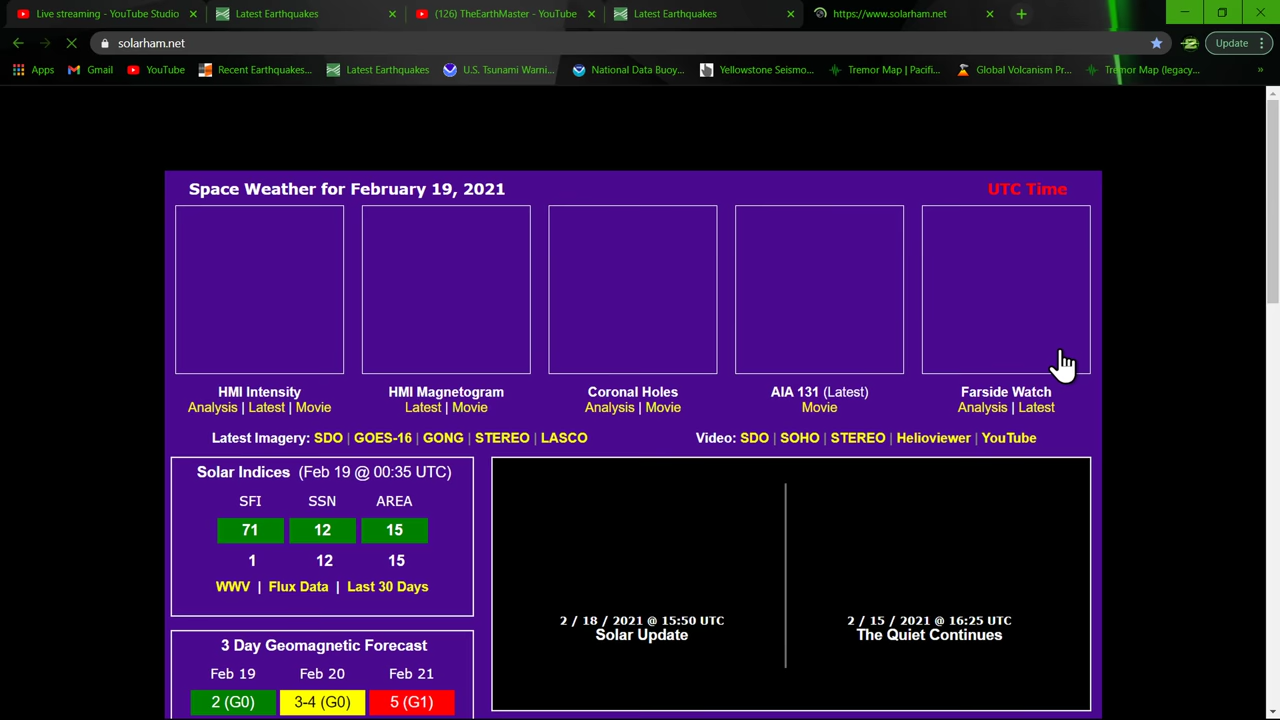 Live streaming - YouTube Studio
Latest Earthquakes
(126) TheEarthMaster - YouTube
Latest Earthquakes
https://www.solarham.net
solarham.net
Update
Apps
Gmail
YouTube
Recent Earthquakes...
Latest Earthquakes
U.S. Tsunami Warni...
National Data Buoy...
Yellowstone Seismo...
Tremor Map | Pacifi...
Global Volcanism Pr...
Tremor Map (legacy...
»
Space Weather for February 19, 2021
UTC Time
HMI Intensity
Analysis | Latest | Movie
HMI Magnetogram
Latest | Movie
Coronal Holes
Analysis | Movie
AIA 131 (Latest)
Movie
Farside Watch
Analysis | Latest
Latest Imagery: SDO | GOES-16 | GONG | STEREO | LASCO
Video: SDO | SOHO | STEREO | Helioviewer | YouTube
Solar Indices (Feb 19 @ 00:35 UTC)
SFI SSN AREA
71 12 15
1 12 15
WWV | Flux Data | Last 30 Days
2 / 18 / 2021 @ 15:50 UTC
Solar Update
2 / 15 / 2021 @ 16:25 UTC
The Quiet Continues
3 Day Geomagnetic Forecast
Feb 19 Feb 20 Feb 21
2 (G0) 3-4 (G0) 5 (G1)